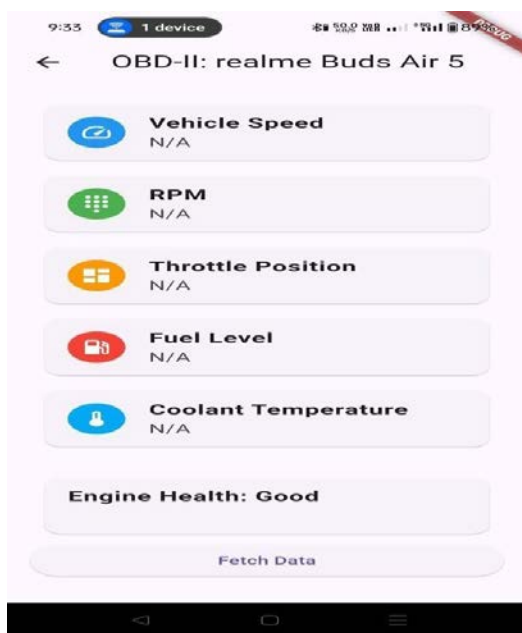 9:33 1 device 89%
← OBD-II: realme Buds Air 5
Vehicle Speed
N/A
RPM
N/A
Throttle Position
N/A
Fuel Level
N/A
Coolant Temperature
N/A
Engine Health: Good
Fetch Data